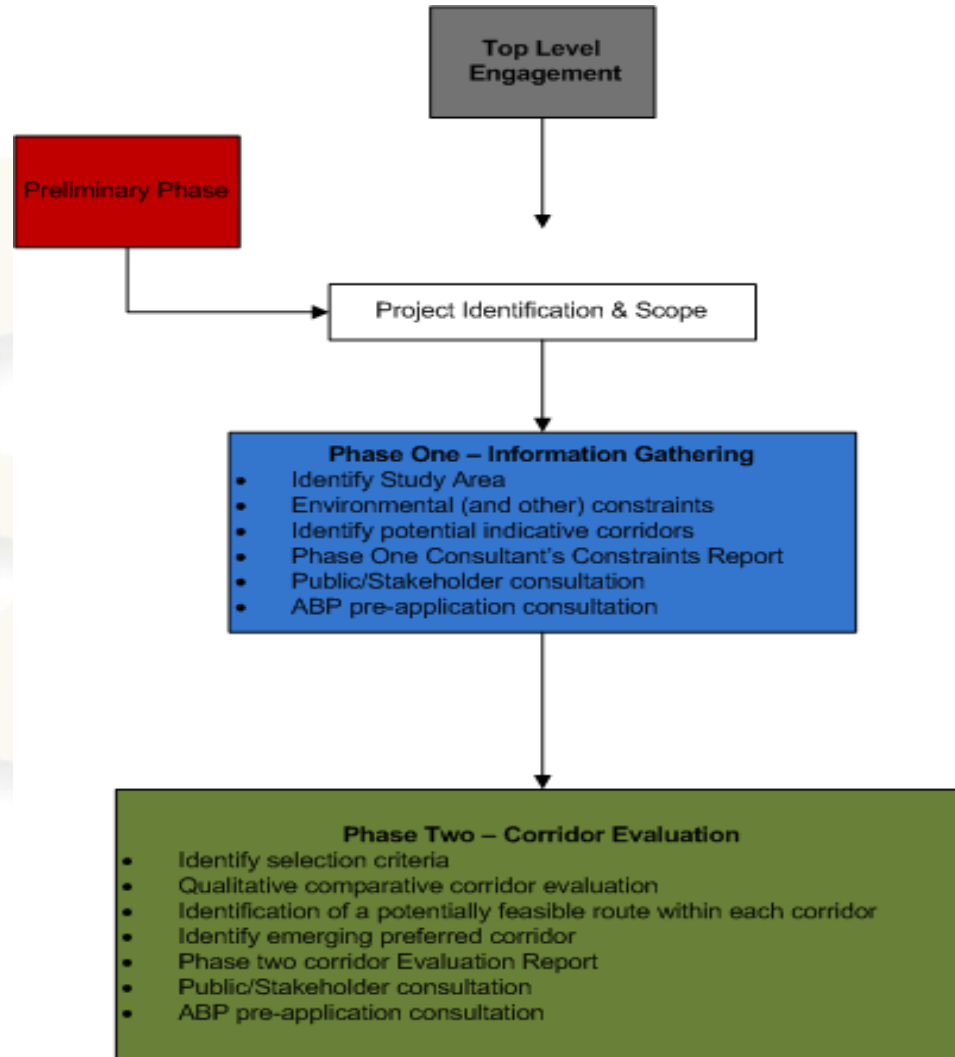 Top Level
Engagement
Preliminary Phase
Project Identification & Scope
Phase One – Information Gathering
• Identify Study Area
• Environmental (and other) constraints
• Identify potential indicative corridors
• Phase One Consultant's Constraints Report
• Public/Stakeholder consultation
• ABP pre-application consultation
Phase Two – Corridor Evaluation
• Identify selection criteria
• Qualitative comparative corridor evaluation
• Identification of a potentially feasible route within each corridor
• Identify emerging preferred corridor
• Phase two corridor Evaluation Report
• Public/Stakeholder consultation
• ABP pre-application consultation